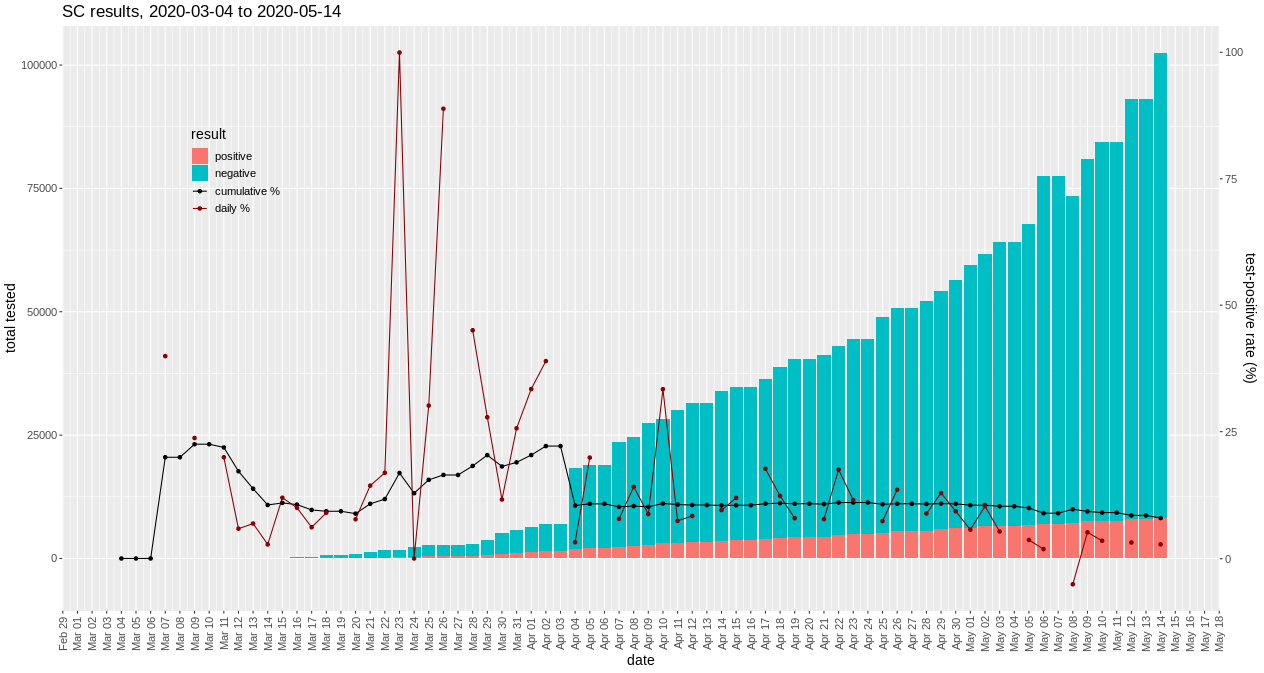 SC results, 2020-03-04 to 2020-05-14
total tested
100000
75000
50000
25000
0
result
positive
negative
cumulative %
daily %
100
75
50
25
0
test-positive rate (%)
Feb 29
Mar 01
Mar 02
Mar 03
Mar 04
Mar 05
Mar 06
Mar 07
Mar 08
Mar 09
Mar 10
Mar 11
Mar 12
Mar 13
Mar 14
Mar 15
Mar 16
Mar 17
Mar 18
Mar 19
Mar 20
Mar 21
Mar 22
Mar 23
Mar 24
Mar 25
Mar 26
Mar 27
Mar 28
Mar 29
Mar 30
Mar 31
Apr 01
Apr 02
Apr 03
Apr 04
Apr 05
Apr 06
Apr 07
Apr 08
Apr 09
Apr 10
Apr 11
Apr 12
Apr 13
Apr 14
Apr 15
Apr 16
Apr 17
Apr 18
Apr 19
Apr 20
Apr 21
Apr 22
Apr 23
Apr 24
Apr 25
Apr 26
Apr 27
Apr 28
Apr 29
Apr 30
May 01
May 02
May 03
May 04
May 05
May 06
May 07
May 08
May 09
May 10
May 11
May 12
May 13
May 14
May 15
May 16
May 17
May 18
date